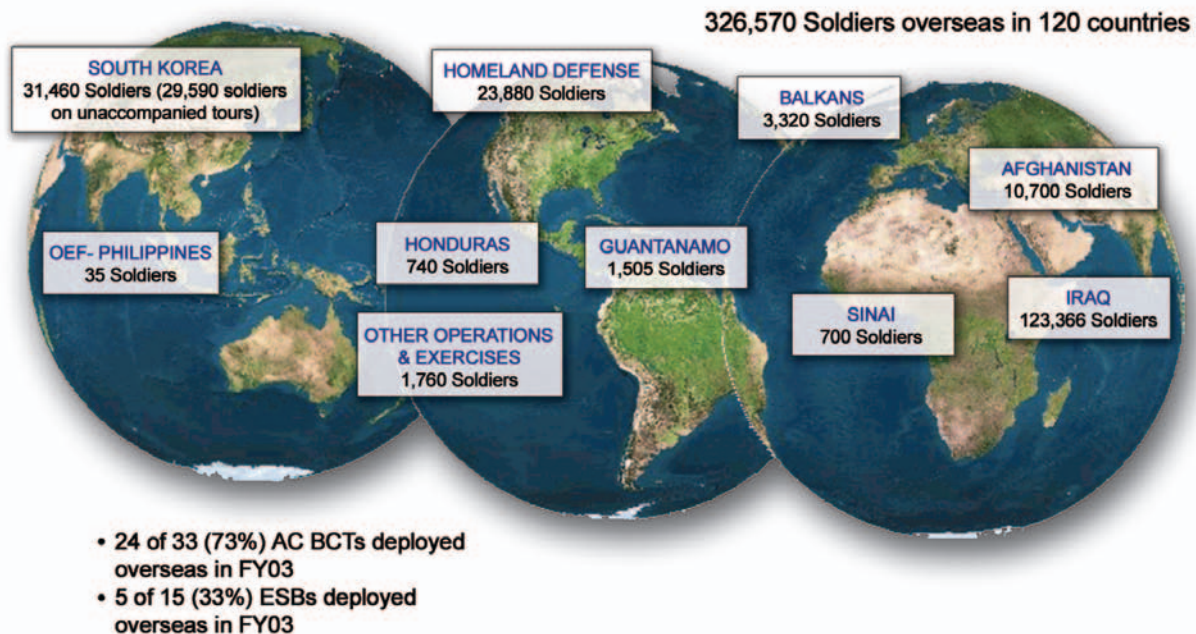 326,570 Soldiers overseas in 120 countries
SOUTH KOREA
31,460 Soldiers (29,590 soldiers
on unaccompanied tours)
HOMELAND DEFENSE
23,880 Soldiers
BALKANS
3,320 Soldiers
AFGHANISTAN
10,700 Soldiers
OEF- PHILIPPINES
35 Soldiers
HONDURAS
740 Soldiers
GUANTANAMO
1,505 Soldiers
SINAI
700 Soldiers
IRAQ
123,366 Soldiers
OTHER OPERATIONS
& EXERCISES
1,760 Soldiers
• 24 of 33 (73%) AC BCTs deployed
overseas in FY03
• 5 of 15 (33%) ESBs deployed
overseas in FY03